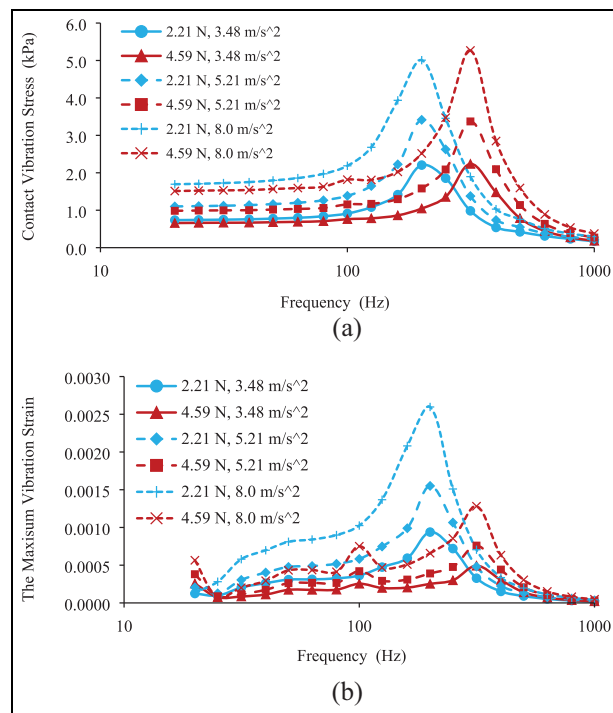 6.0
5.0
4.0
3.0
2.0
1.0
0.0
Contact Vibration Stress (kPa)
2.21 N, 3.48 m/s^2
4.59 N, 3.48 m/s^2
2.21 N, 5.21 m/s^2
4.59 N, 5.21 m/s^2
2.21 N, 8.0 m/s^2
4.59 N, 8.0 m/s^2
10 100 1000
Frequency (Hz)
(a)
0.0030
0.0025
0.0020
0.0015
0.0010
0.0005
0.0000
The Maxisum Vibration Strain
2.21 N, 3.48 m/s^2
4.59 N, 3.48 m/s^2
2.21 N, 5.21 m/s^2
4.59 N, 5.21 m/s^2
2.21 N, 8.0 m/s^2
4.59 N, 8.0 m/s^2
10 100 1000
Frequency (Hz)
(b)